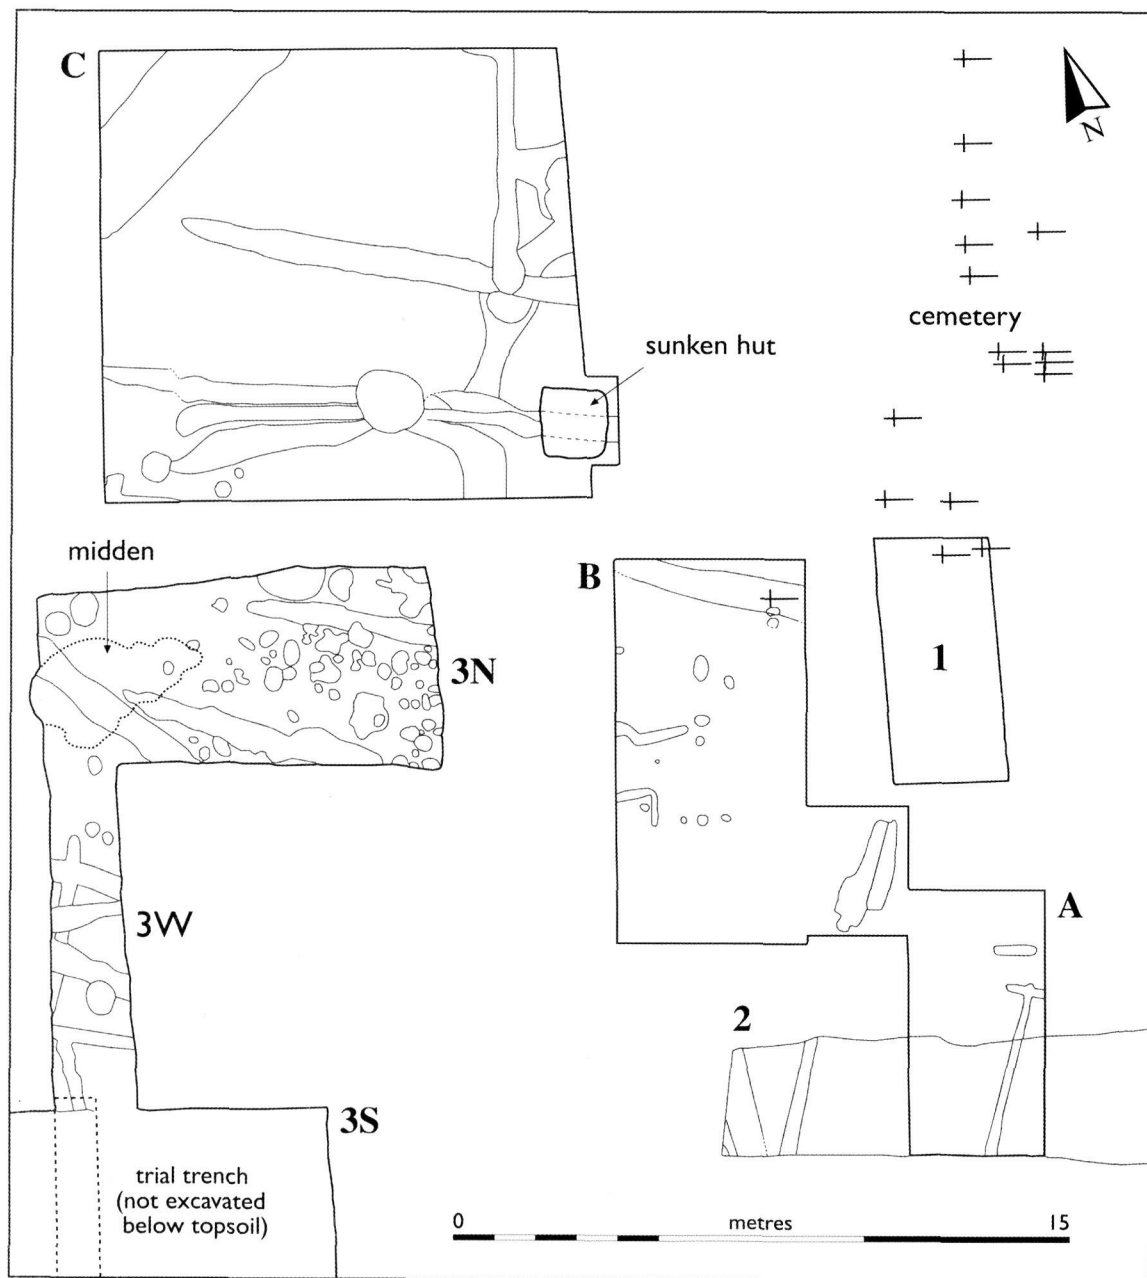 C
N
cemetery
sunken hut
midden
B
3N
1
3W
A
2
3S
trial trench
(not excavated
below topsoil)
0 metres 15